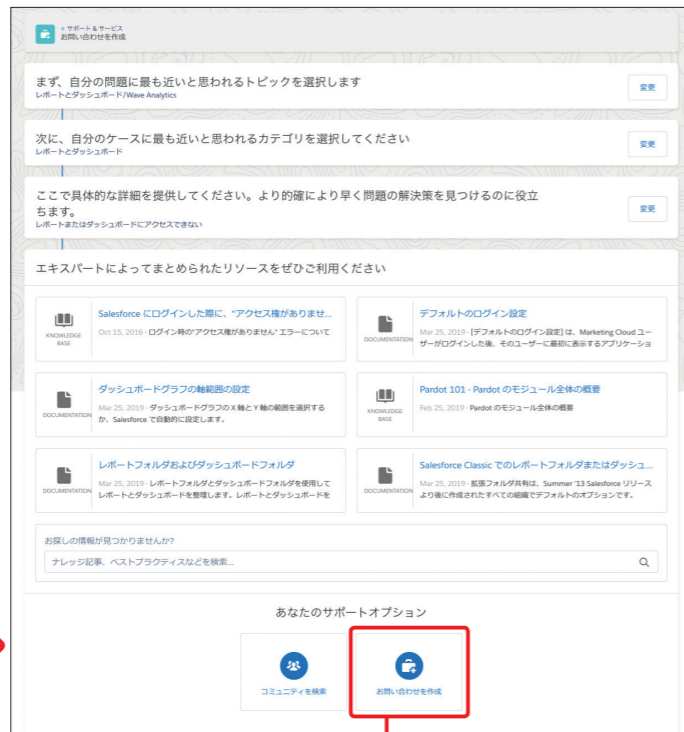 < サポート & サービス
お問い合わせを作成
まず、自分の問題に最も近いと思われるトピックを選択します
レポートとダッシュボード/Wave Analytics
変更
次に、自分のケースに最も近いと思われるカテゴリを選択してください
レポートとダッシュボード
変更
ここで具体的な詳細を提供してください。より的確により早く問題の解決策を見つけるのに役立
ちます。
レポートまたはダッシュボードにアクセスできない
変更
エキスパートによってまとめられたリソースをぜひご利用ください
KNOWLEDGE
BASE
Salesforce にログインした際に、"アクセス権がありませ...
Oct 15, 2016 · ログイン時の"アクセス権がありません" エラーについて
DOCUMENTATION
デフォルトのログイン設定
Mar 25, 2019 · [デフォルトのログイン設定] は、Marketing Cloud ユー
ザーがログインした後、そのユーザーに最初に表示するアプリケーショ
DOCUMENTATION
ダッシュボードグラフの軸範囲の設定
Mar 25, 2019 · ダッシュボードグラフの X 軸と Y 軸の範囲を選択する
か、Salesforce で自動的に設定します。
KNOWLEDGE
BASE
Pardot 101 - Pardot のモジュール全体の概要
Feb 25, 2019 · Pardot のモジュール全体の概要
DOCUMENTATION
レポートフォルダおよびダッシュボードフォルダ
Mar 25, 2019 · レポートフォルダとダッシュボードフォルダを使用して
レポートとダッシュボードを整理します。レポートとダッシュボードを
DOCUMENTATION
Salesforce Classic でのレポートフォルダまたはダッシュ...
Mar 25, 2019 · 拡張フォルダ共有は、Summer '13 Salesforce リリース
より後に作成されたすべての組織でデフォルトのオプションです。
お探しの情報が見つかりませんか?
ナレッジ記事、ベストプラクティスなどを検索...
あなたのサポートオプション
コミュニティを検索
お問い合わせを作成